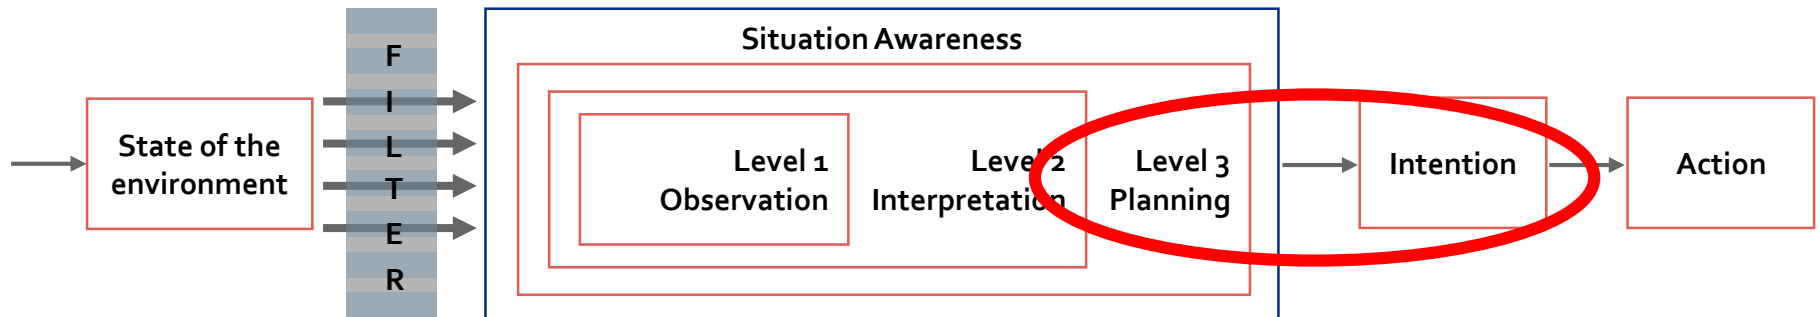 State of the
environment
F
I
L
T
E
R
Situation Awareness
Level 1
Observation
Level 2
Interpretation
Level 3
Planning
Intention
Action